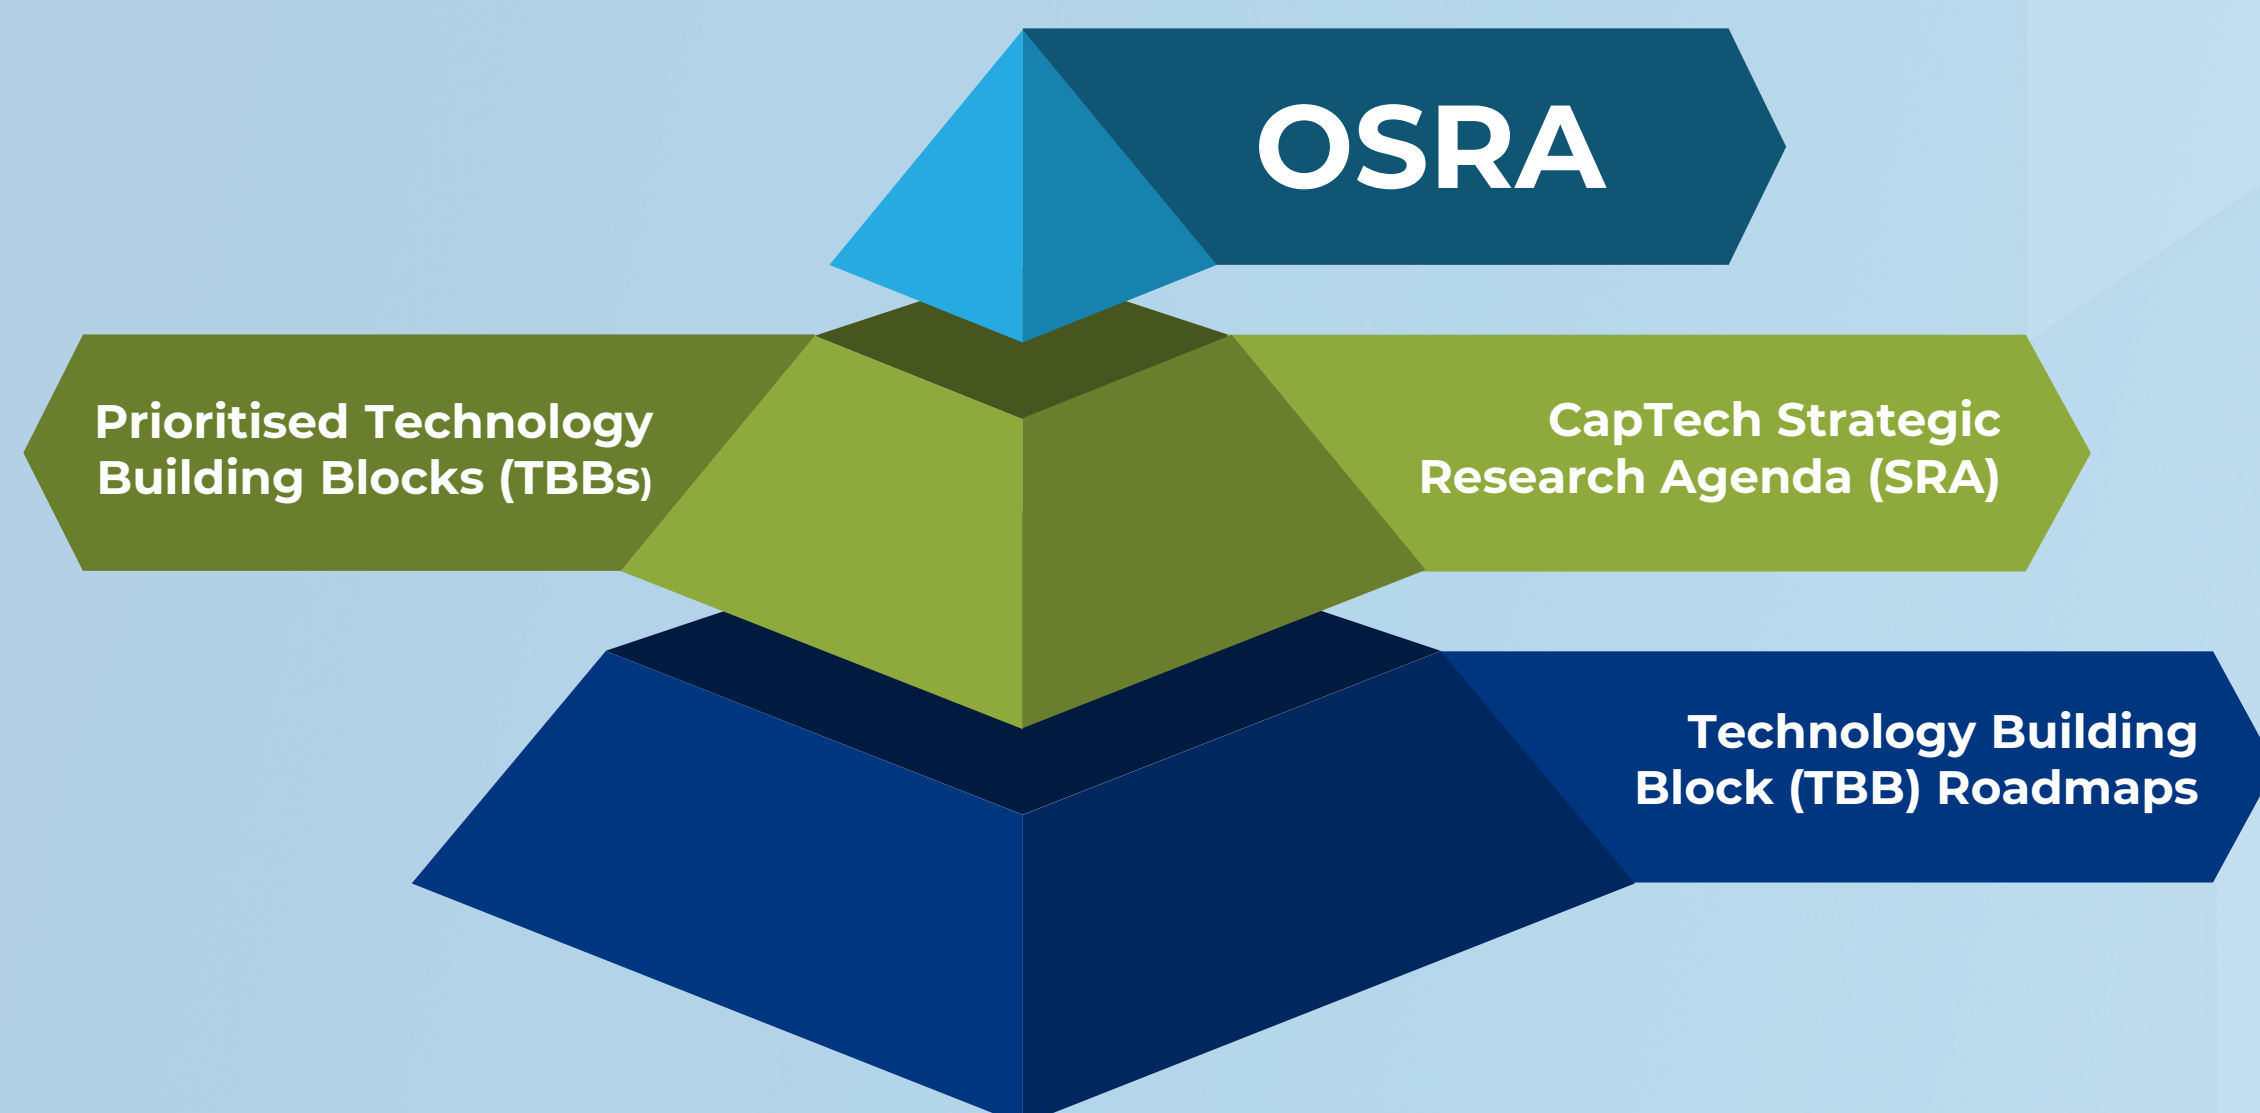 OSRA
Prioritised Technology
Building Blocks (TBBs)
CapTech Strategic
Research Agenda (SRA)
Technology Building
Block (TBB) Roadmaps